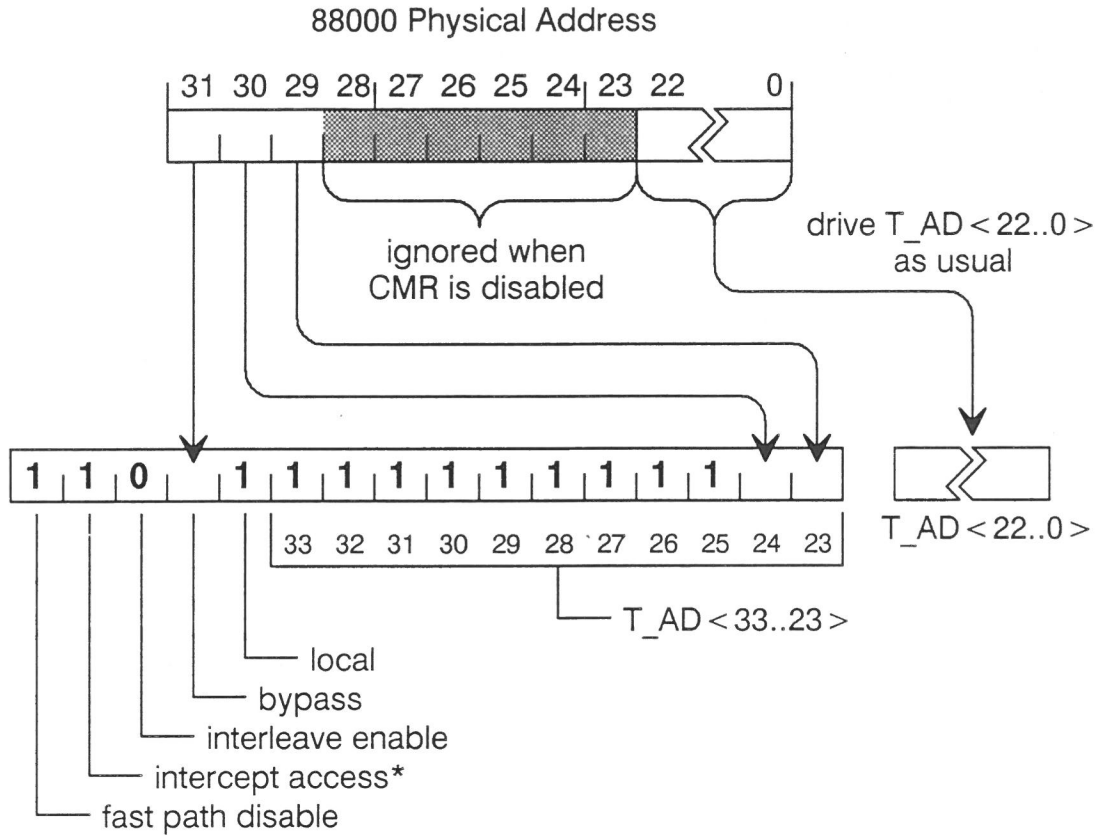 88000 Physical Address
31 30 29 28 27 26 25 24 23 22 0
ignored when
CMR is disabled
drive T_AD<22..0>
as usual
1 1 0 1 1 1 1 1 1 1 1 1 1
33 32 31 30 29 28 27 26 25 24 23
T_AD<22..0>
T_AD<33..23>
local
bypass
interleave enable
intercept access*
fast path disable